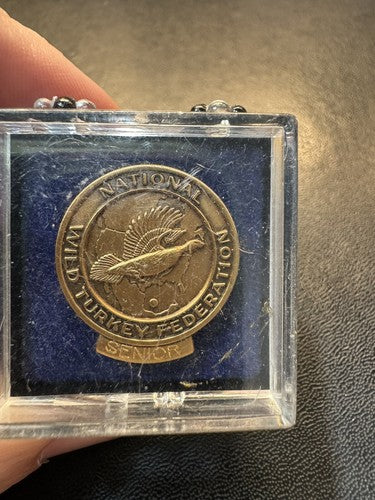 NATIONAL
WILD TURKEY FEDERATION
SENIOR